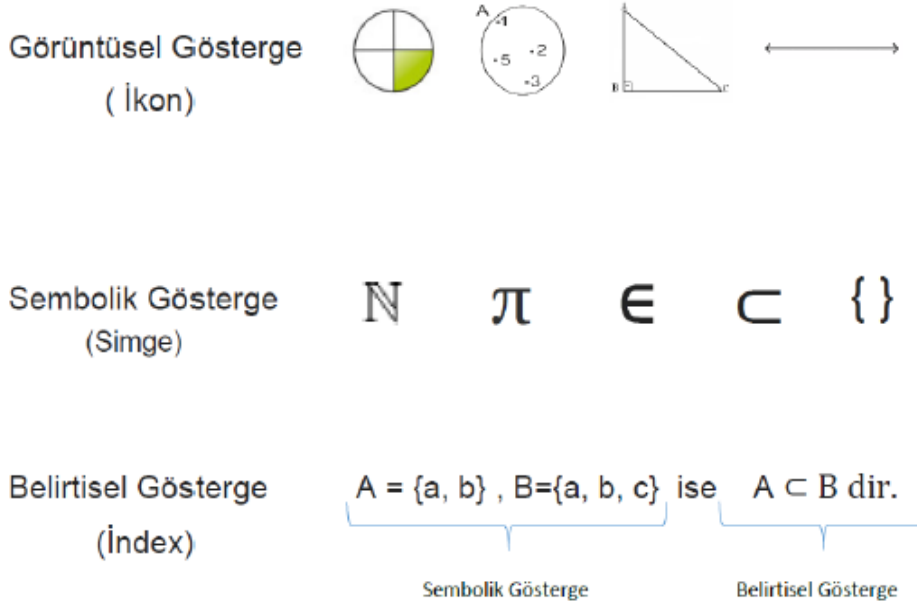 Görüntüsel Gösterge
( İkon)
A
.1
.5 .2
.3
B C
Sembolik Gösterge
(Simge)
ℕ π ∈ ⊂ { }
Belirtisel Gösterge
(İndex)
A = {a, b} , B={a, b, c} ise A ⊂ B dir.
Sembolik Gösterge Belirtisel Gösterge